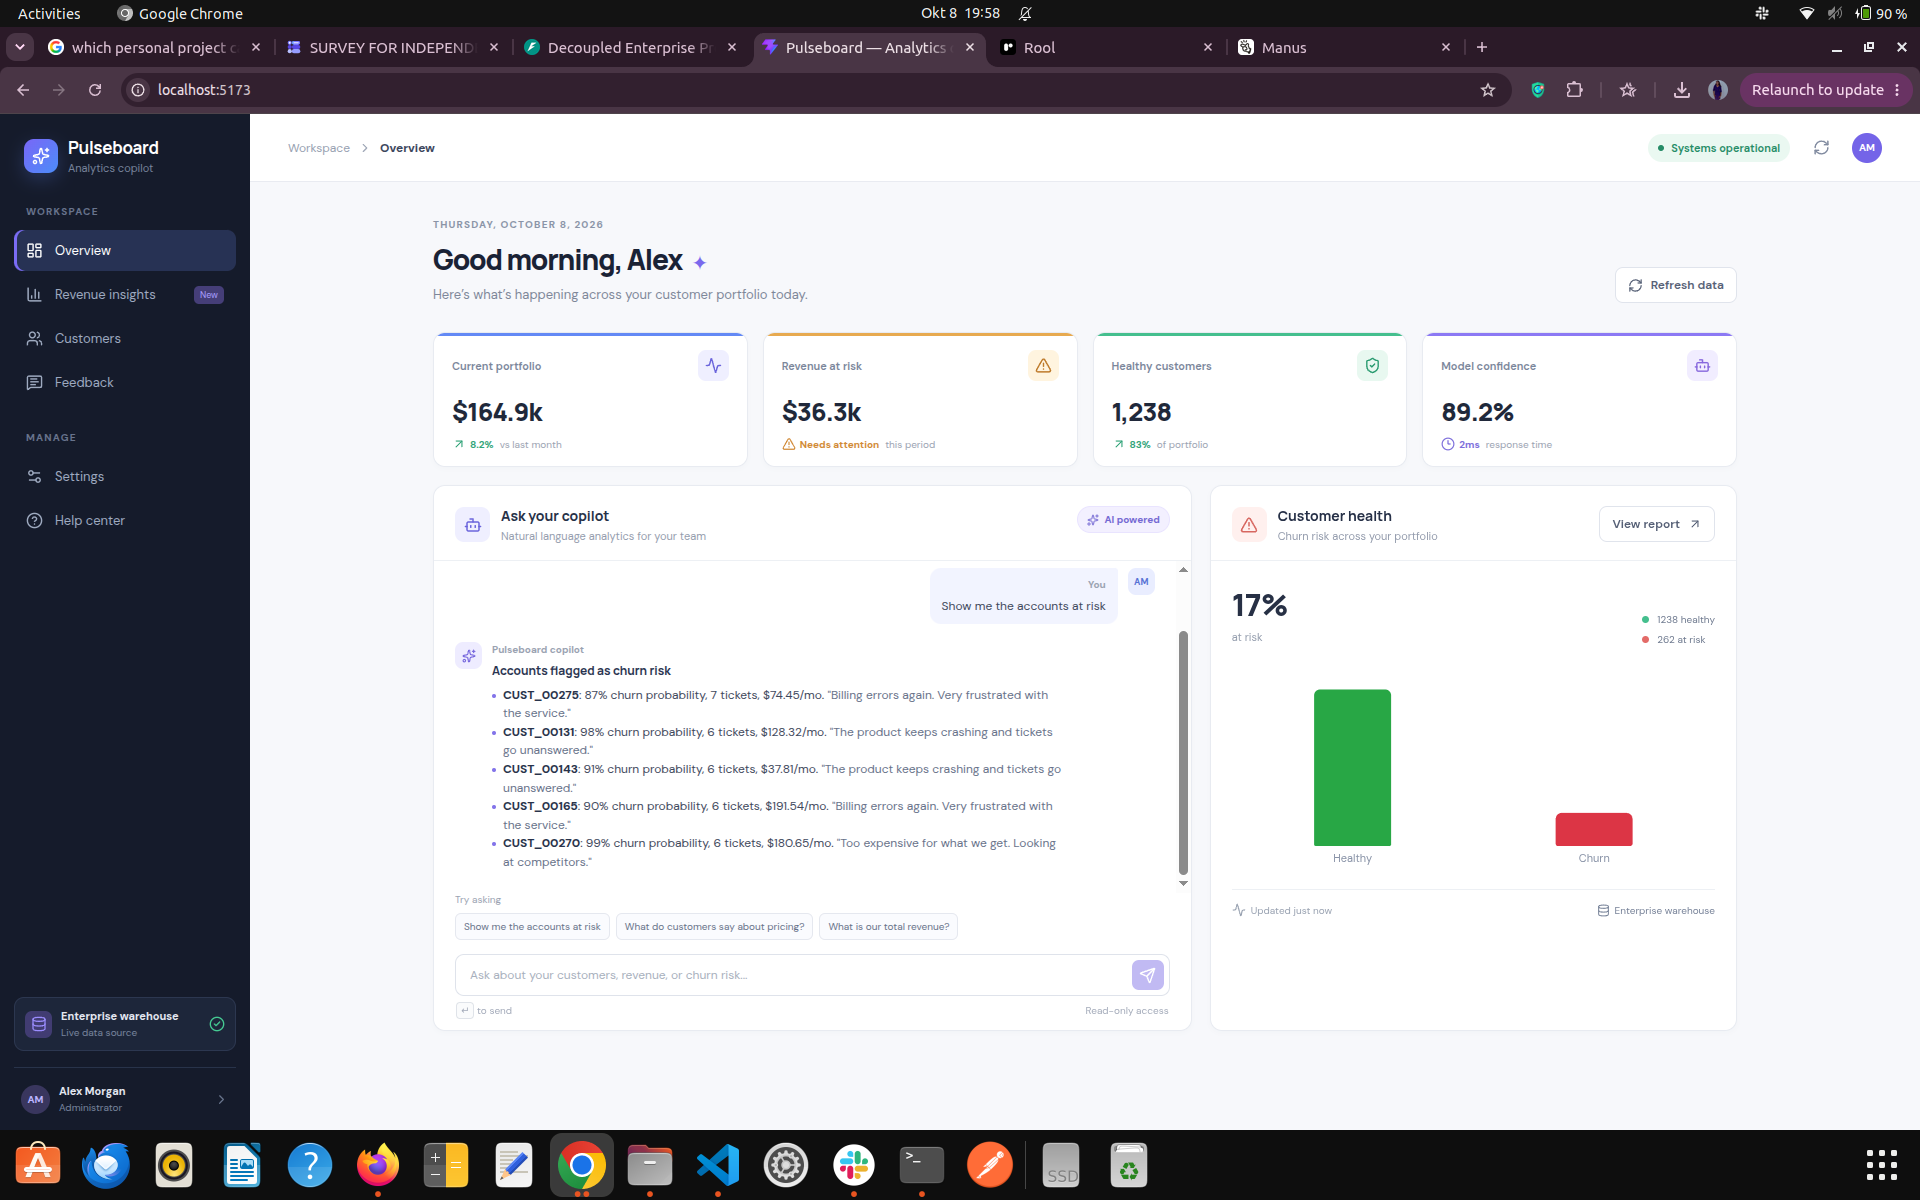 Activities
Google Chrome
Okt 8 19:58
90 %
which personal project c
SURVEY FOR INDEPEND
Decoupled Enterprise Pr
Pulseboard — Analytics
Rool
Manus
localhost:5173
Relaunch to update
Pulseboard
Analytics copilot
WORKSPACE
Overview
Revenue insights
New
Customers
Feedback
MANAGE
Settings
Help center
Enterprise warehouse
Live data source
AM
Alex Morgan
Administrator
Workspace
Overview
Systems operational
AM
THURSDAY, OCTOBER 8, 2026
Good morning, Alex
Here's what's happening across your customer portfolio today.
Refresh data
Current portfolio
$164.9k
8.2% vs last month
Revenue at risk
$36.3k
Needs attention this period
Healthy customers
1,238
83% of portfolio
Model confidence
89.2%
2ms response time
Ask your copilot
Natural language analytics for your team
AI powered
You
Show me the accounts at risk
AM
Pulseboard copilot
Accounts flagged as churn risk
CUST_00275: 87% churn probability, 7 tickets, $74.45/mo. "Billing errors again. Very frustrated with
the service."
CUST_00131: 98% churn probability, 6 tickets, $128.32/mo. "The product keeps crashing and tickets
go unanswered."
CUST_00143: 91% churn probability, 6 tickets, $37.81/mo. "The product keeps crashing and tickets go
unanswered."
CUST_00165: 90% churn probability, 6 tickets, $191.54/mo. "Billing errors again. Very frustrated with
the service."
CUST_00270: 99% churn probability, 6 tickets, $180.65/mo. "Too expensive for what we get. Looking
at competitors."
Try asking
Show me the accounts at risk
What do customers say about pricing?
What is our total revenue?
Ask about your customers, revenue, or churn risk...
↵ to send
Read-only access
Customer health
Churn risk across your portfolio
View report
17%
at risk
1238 healthy
262 at risk
Healthy
Churn
Updated just now
Enterprise warehouse
SSD